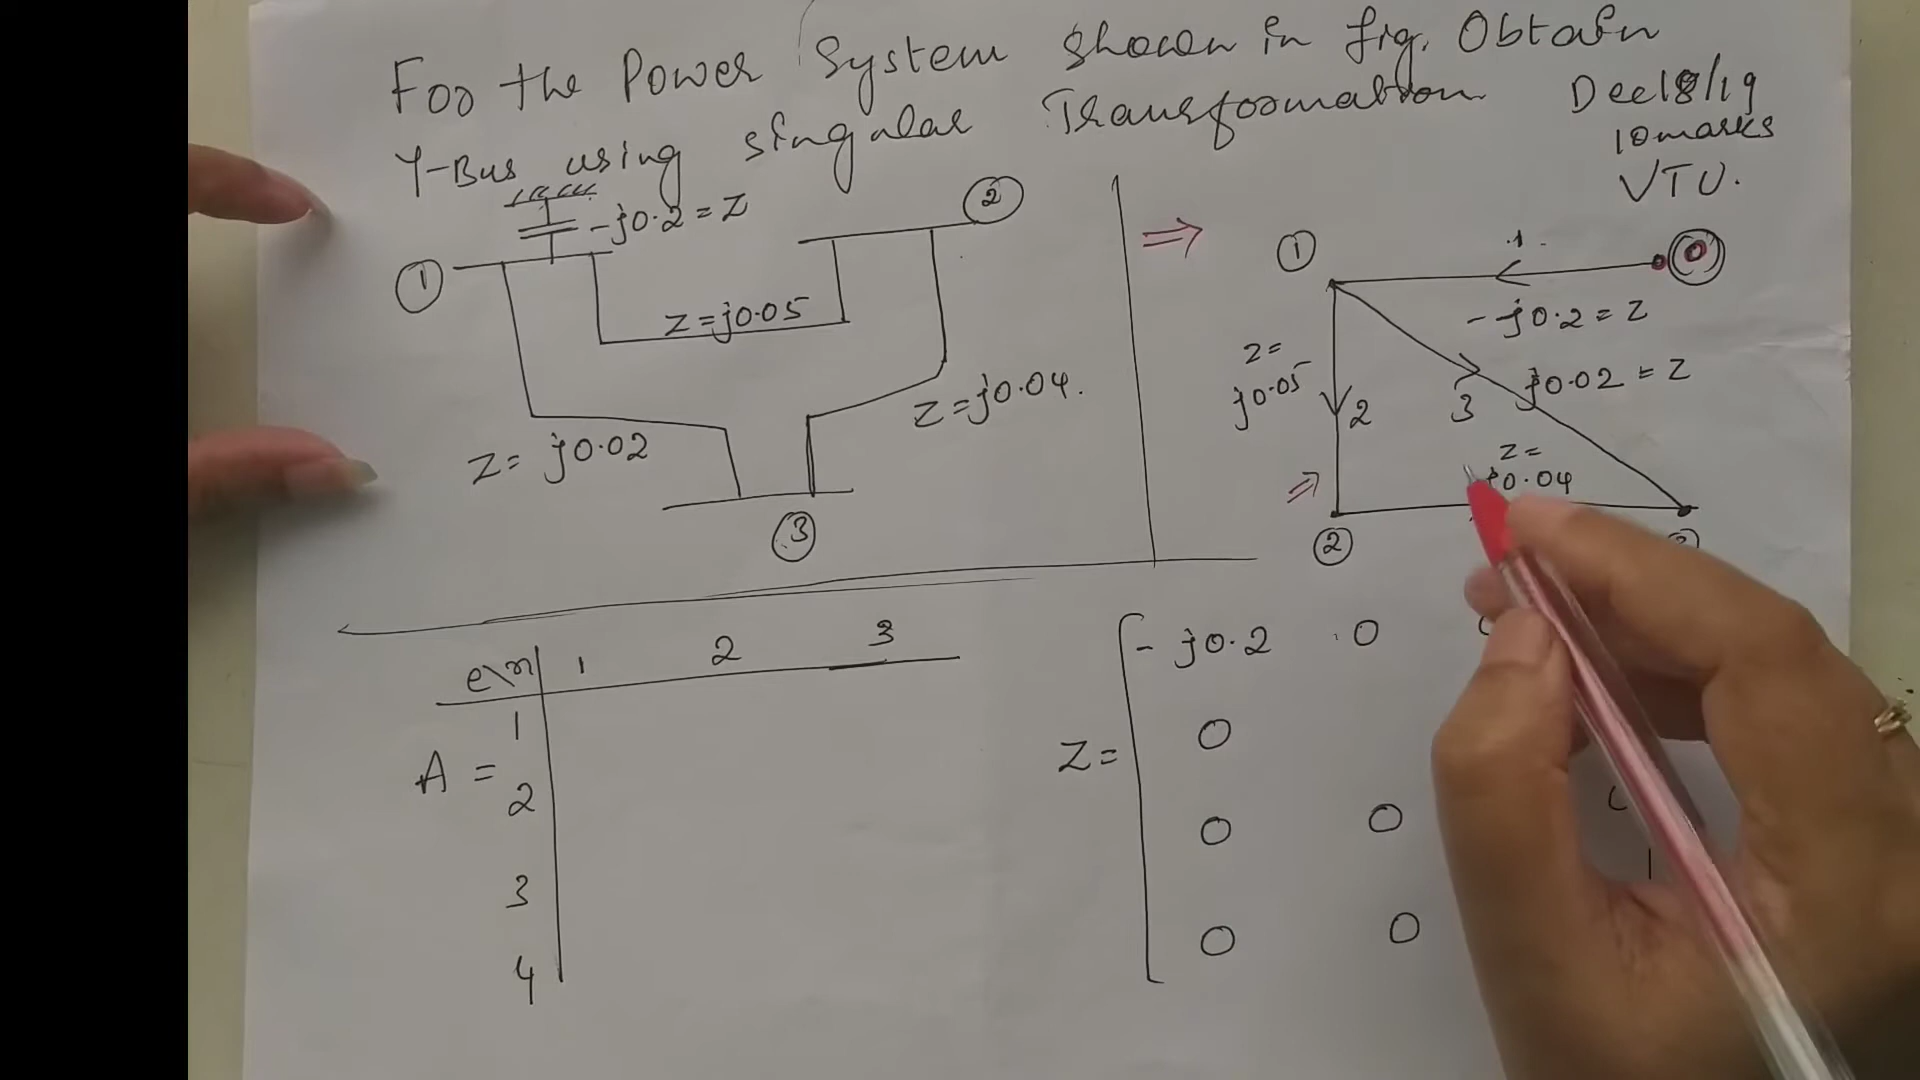 For the Power System shown in fig. Obtain
Y-Bus using singular Transformation
Dec18/19
10marks
VTU.
-j0.2 = Z
1
2
Z = j0.05
Z = j0.02
Z = j0.04.
3
⇒
1
1.
0
-j0.2 = Z
Z =
j0.05
2
3
j0.02 = Z
Z =
j0.04
⇒
2
e\n 1 2 3
1
A =
2
3
4
Z =
-j0.2 0
0
0 0
0 0